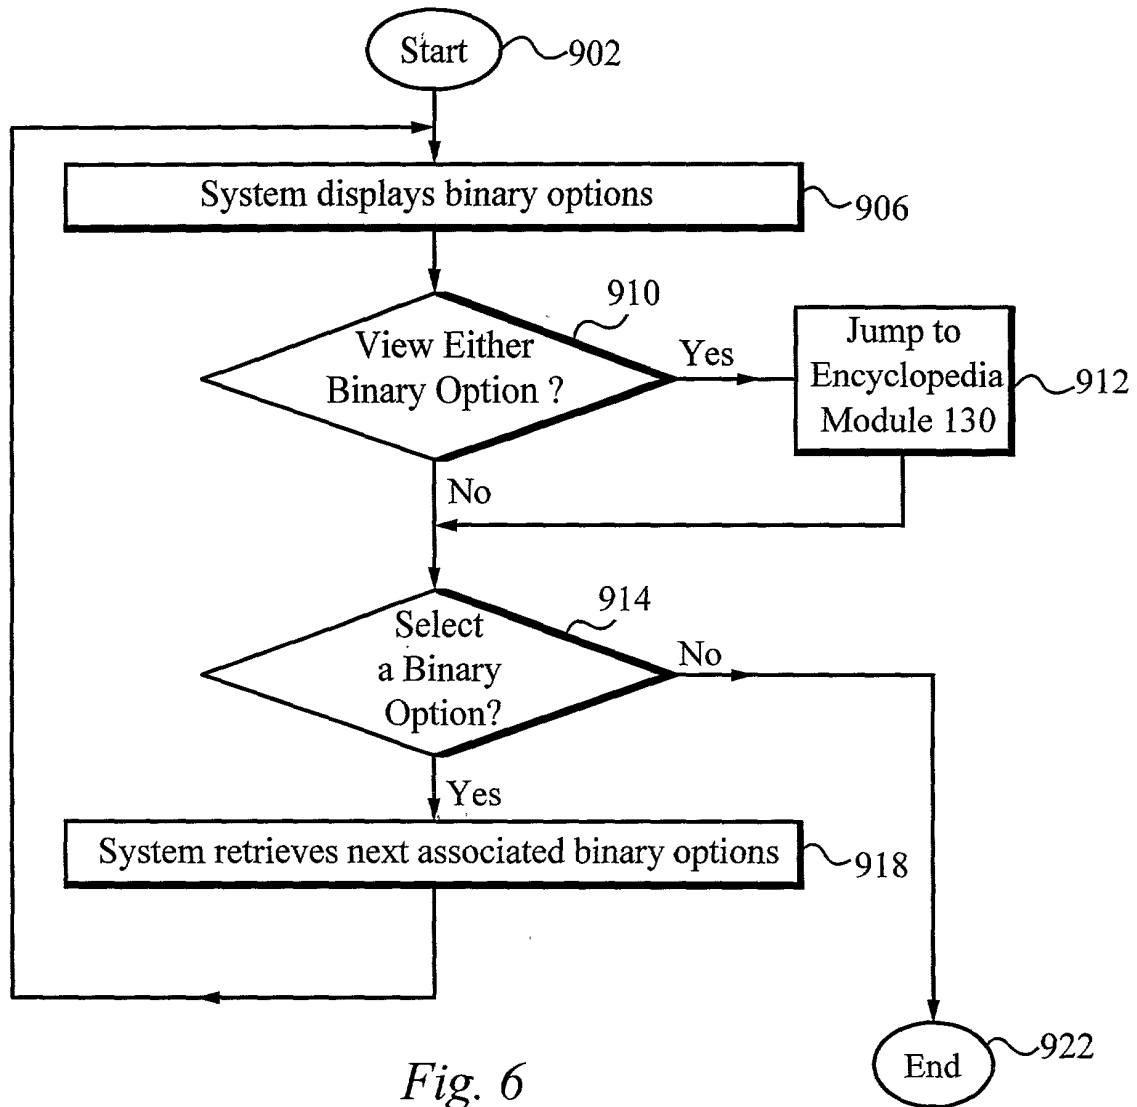 Start
902
System displays binary options
906
910
View Either
Binary Option ?
Yes
Jump to
Encyclopedia
Module 130
912
No
914
Select
a Binary
Option?
No
Yes
System retrieves next associated binary options
918
End
922
Fig. 6